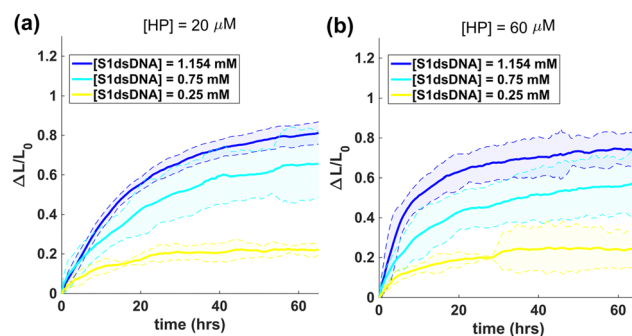 (a)
[HP] = 20 μM
[S1dsDNA] = 1.154 mM
[S1dsDNA] = 0.75 mM
[S1dsDNA] = 0.25 mM
ΔL/L0
1.2
1
0.8
0.6
0.4
0.2
0
0 20 40 60
time (hrs)
(b)
[HP] = 60 μM
[S1dsDNA] = 1.154 mM
[S1dsDNA] = 0.75 mM
[S1dsDNA] = 0.25 mM
ΔL/L0
1.2
1
0.8
0.6
0.4
0.2
0
0 20 40 60
time (hrs)